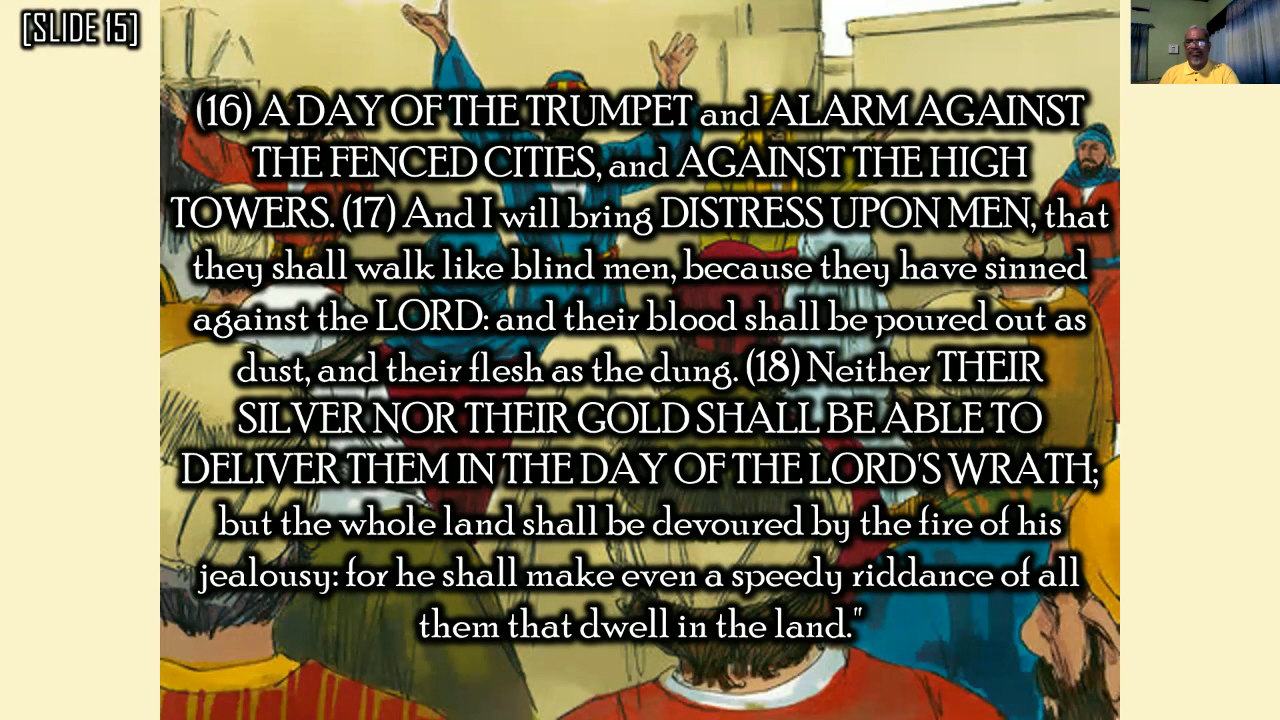 [SLIDE 15]
(16) A DAY OF THE TRUMPET and ALARM AGAINST
THE FENCED CITIES, and AGAINST THE HIGH
TOWERS. (17) And I will bring DISTRESS UPON MEN, that
they shall walk like blind men, because they have sinned
against the LORD: and their blood shall be poured out as
dust, and their flesh as the dung. (18) Neither THEIR
SILVER NOR THEIR GOLD SHALL BE ABLE TO
DELIVER THEM IN THE DAY OF THE LORD'S WRATH;
but the whole land shall be devoured by the fire of his
jealousy: for he shall make even a speedy riddance of all
them that dwell in the land."